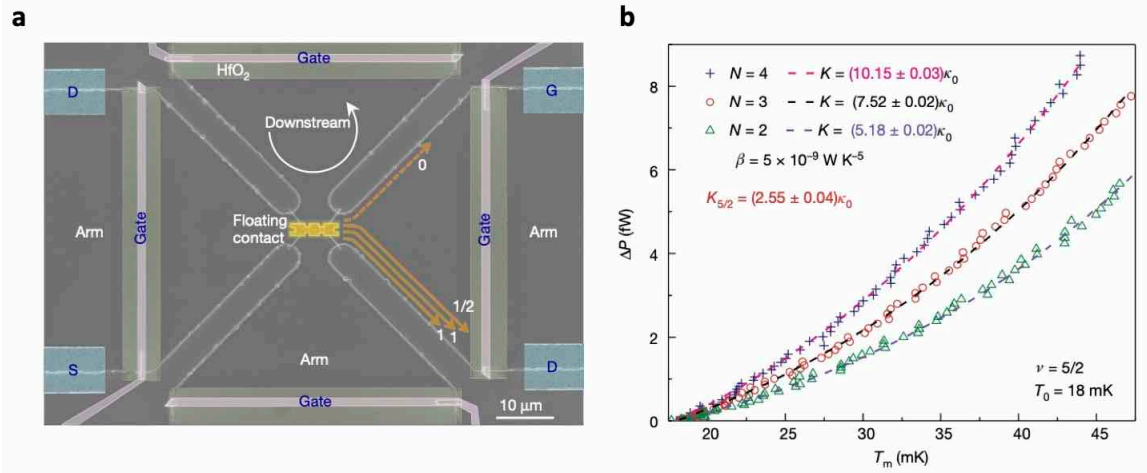 a
Gate
HfO₂
D
G
Downstream
0
Floating
contact
Arm
Gate
Gate
Arm
1/2
1 1
Arm
S
D
Gate
10 μm
b
ΔP (fW)
8
6
4
2
0
N = 4 K = (10.15 ± 0.03)κ₀
N = 3 K = (7.52 ± 0.02)κ₀
N = 2 K = (5.18 ± 0.02)κ₀
β = 5 × 10⁻⁹ W K⁻⁵
K₅/₂ = (2.55 ± 0.04)κ₀
ν = 5/2
T₀ = 18 mK
20 25 30 35 40 45
Tₘ (mK)